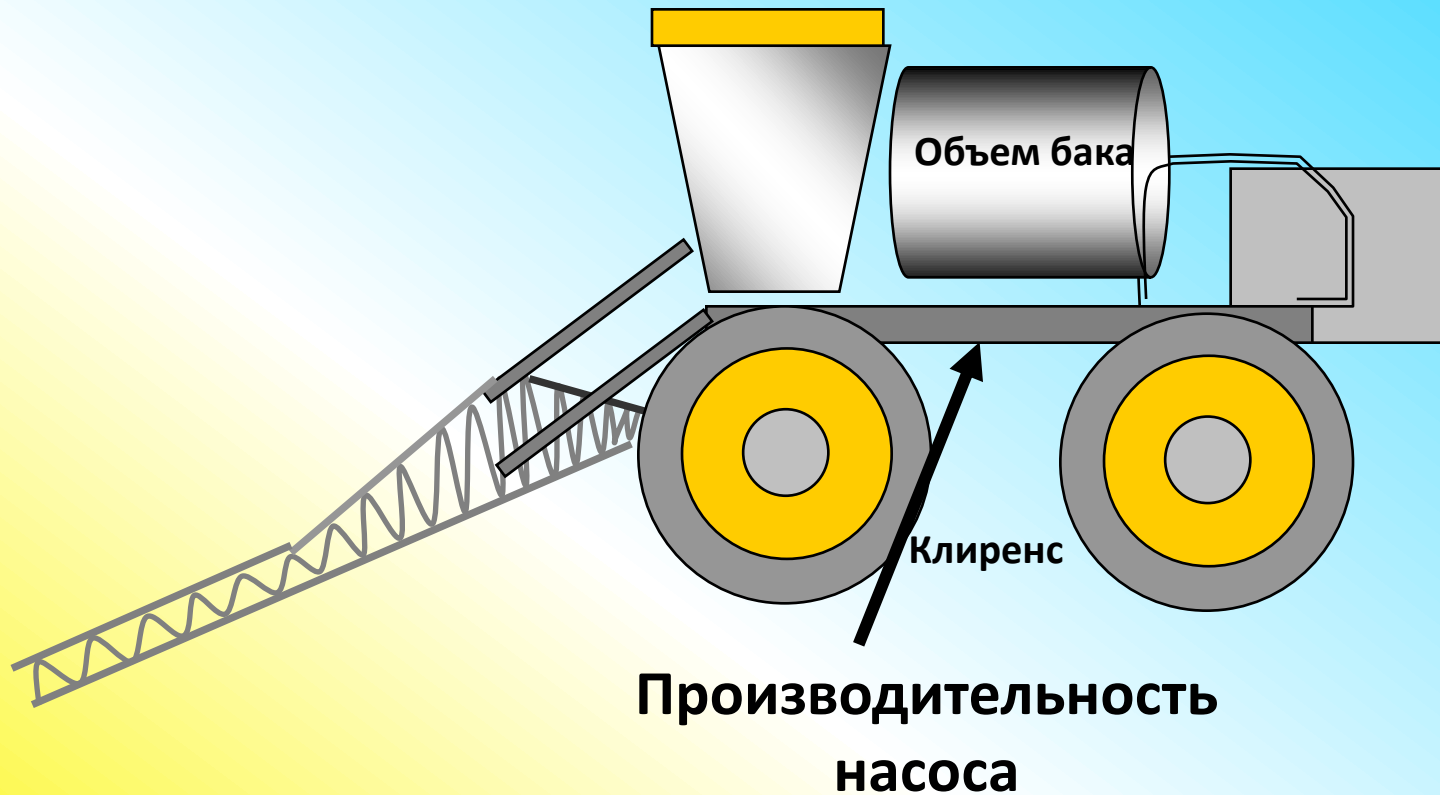 Объем бака
Клиренс
Производительность
насоса